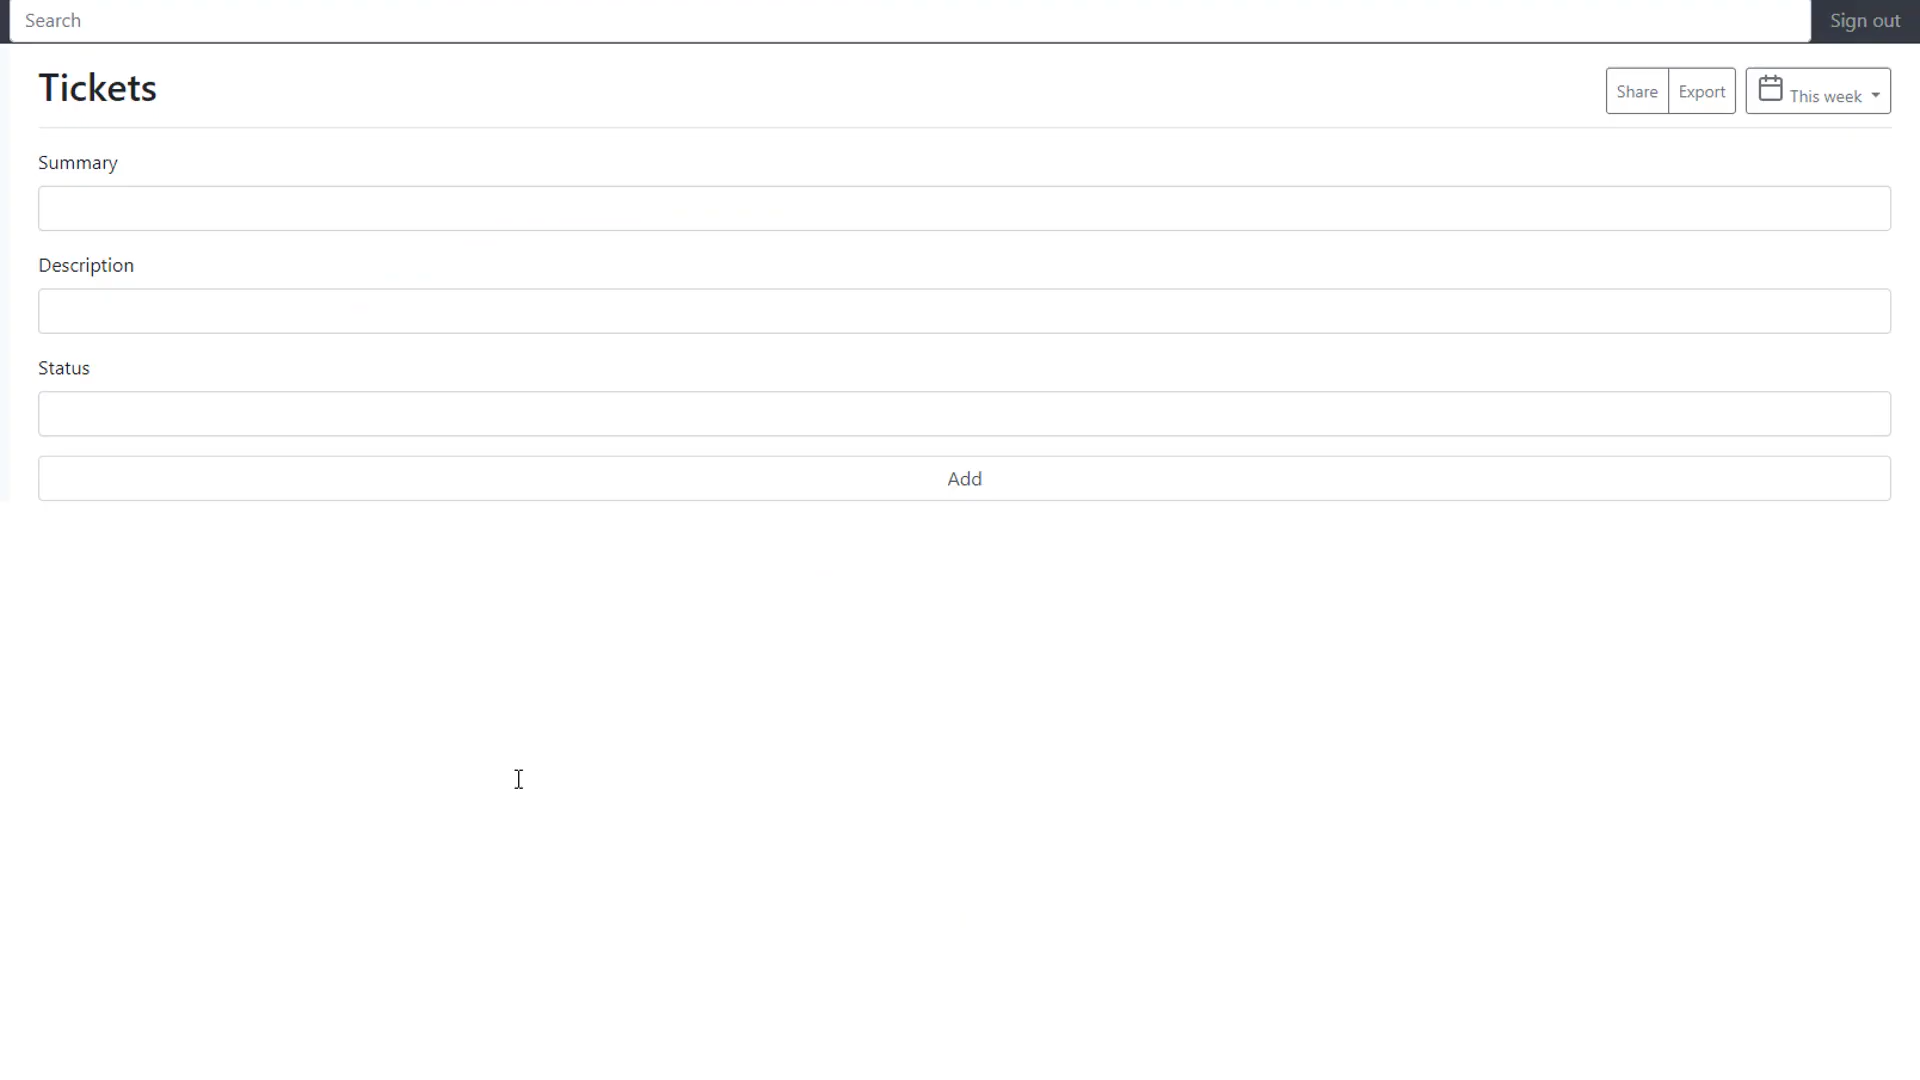 Search
Sign out
Tickets
Share
Export
This week
Summary
Description
Status
Add